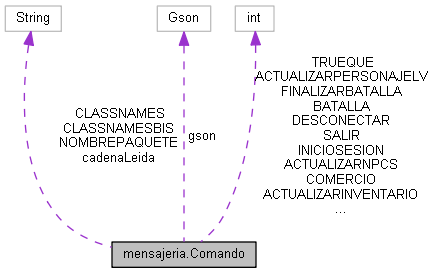 String
Gson
int
CLASSNAMES
CLASSNAMESBIS
NOMBREPAQUETE
cadenaLeida
gson
TRUEQUE
ACTUALIZARPERSONAJELV
FINALIZARBATALLA
BATALLA
DESCONECTAR
SALIR
INICIOSESION
ACTUALIZARNPCS
COMERCIO
ACTUALIZARINVENTARIO
...
mensajeria.Comando